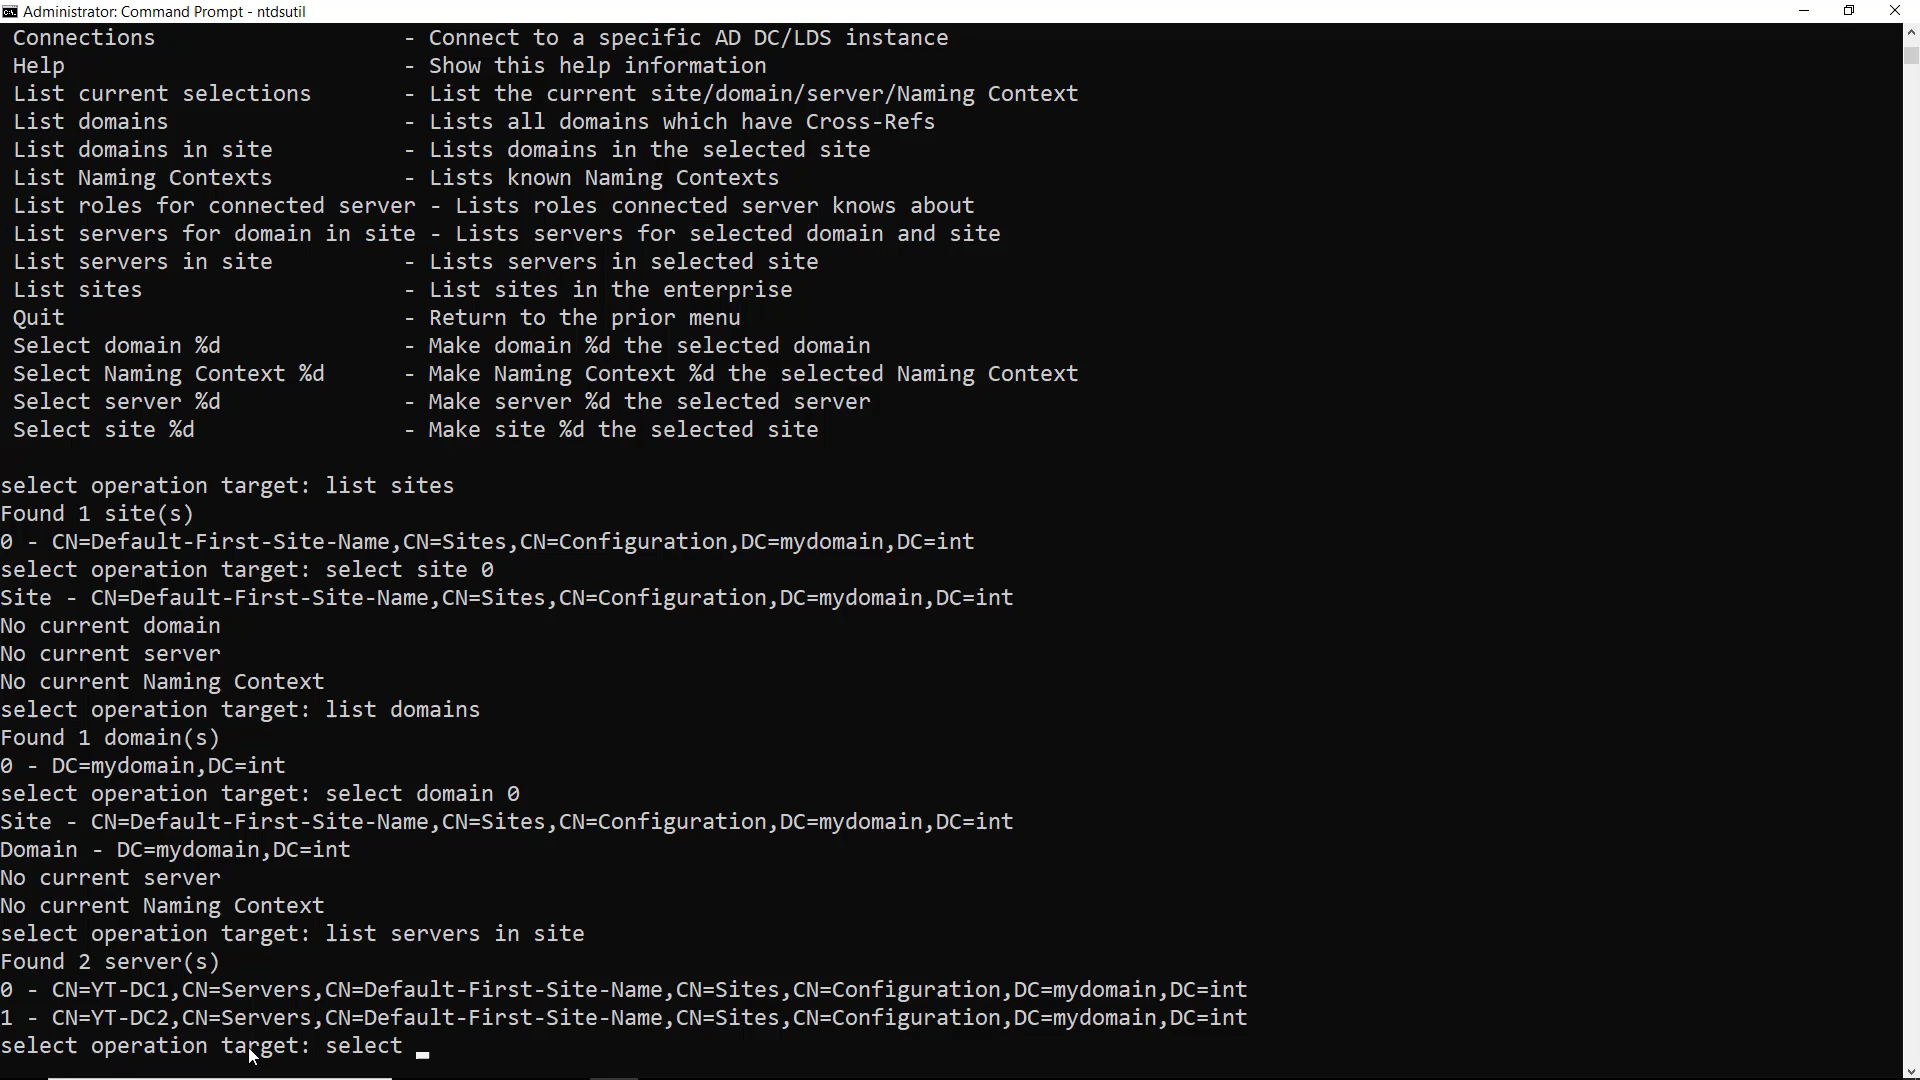 Administrator: Command Prompt - ntdsutil
Connections - Connect to a specific AD DC/LDS instance
Help - Show this help information
List current selections - List the current site/domain/server/Naming Context
List domains - Lists all domains which have Cross-Refs
List domains in site - Lists domains in the selected site
List Naming Contexts - Lists known Naming Contexts
List roles for connected server - Lists roles connected server knows about
List servers for domain in site - Lists servers for selected domain and site
List servers in site - Lists servers in selected site
List sites - List sites in the enterprise
Quit - Return to the prior menu
Select domain %d - Make domain %d the selected domain
Select Naming Context %d - Make Naming Context %d the selected Naming Context
Select server %d - Make server %d the selected server
Select site %d - Make site %d the selected site
select operation target: list sites
Found 1 site(s)
0 - CN=Default-First-Site-Name,CN=Sites,CN=Configuration,DC=mydomain,DC=int
select operation target: select site 0
Site - CN=Default-First-Site-Name,CN=Sites,CN=Configuration,DC=mydomain,DC=int
No current domain
No current server
No current Naming Context
select operation target: list domains
Found 1 domain(s)
0 - DC=mydomain,DC=int
select operation target: select domain 0
Site - CN=Default-First-Site-Name,CN=Sites,CN=Configuration,DC=mydomain,DC=int
Domain - DC=mydomain,DC=int
No current server
No current Naming Context
select operation target: list servers in site
Found 2 server(s)
0 - CN=YT-DC1,CN=Servers,CN=Default-First-Site-Name,CN=Sites,CN=Configuration,DC=mydomain,DC=int
1 - CN=YT-DC2,CN=Servers,CN=Default-First-Site-Name,CN=Sites,CN=Configuration,DC=mydomain,DC=int
select operation target: select